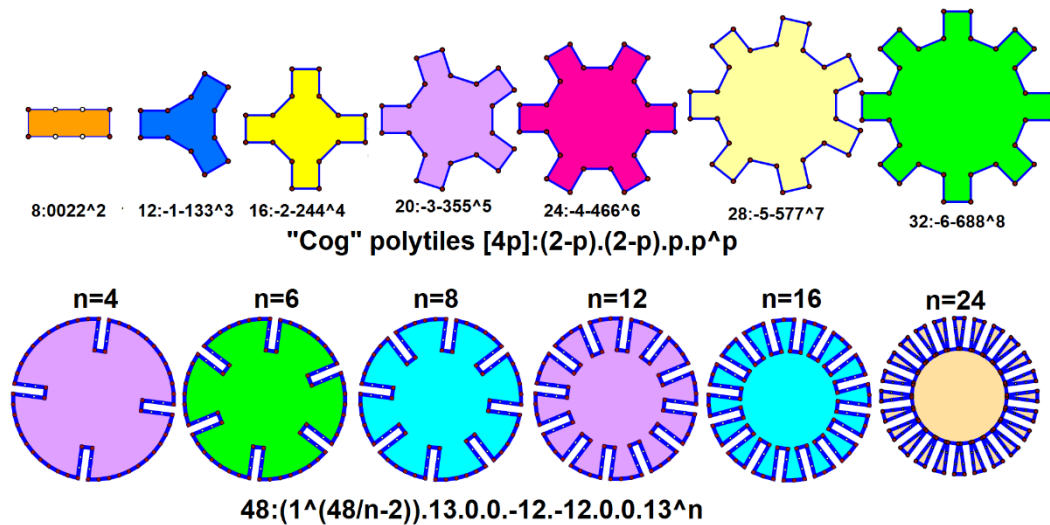 8:0022^2 12:-1-133^3 16:-2-244^4 20:-3-355^5 24:-4-466^6 28:-5-577^7 32:-6-688^8
"Cog" polytiles [4p]:(2-p).(2-p).p.p^p
n=4 n=6 n=8 n=12 n=16 n=24
48:(1^(48/n-2)).13.0.0.-12.-12.0.0.13^n